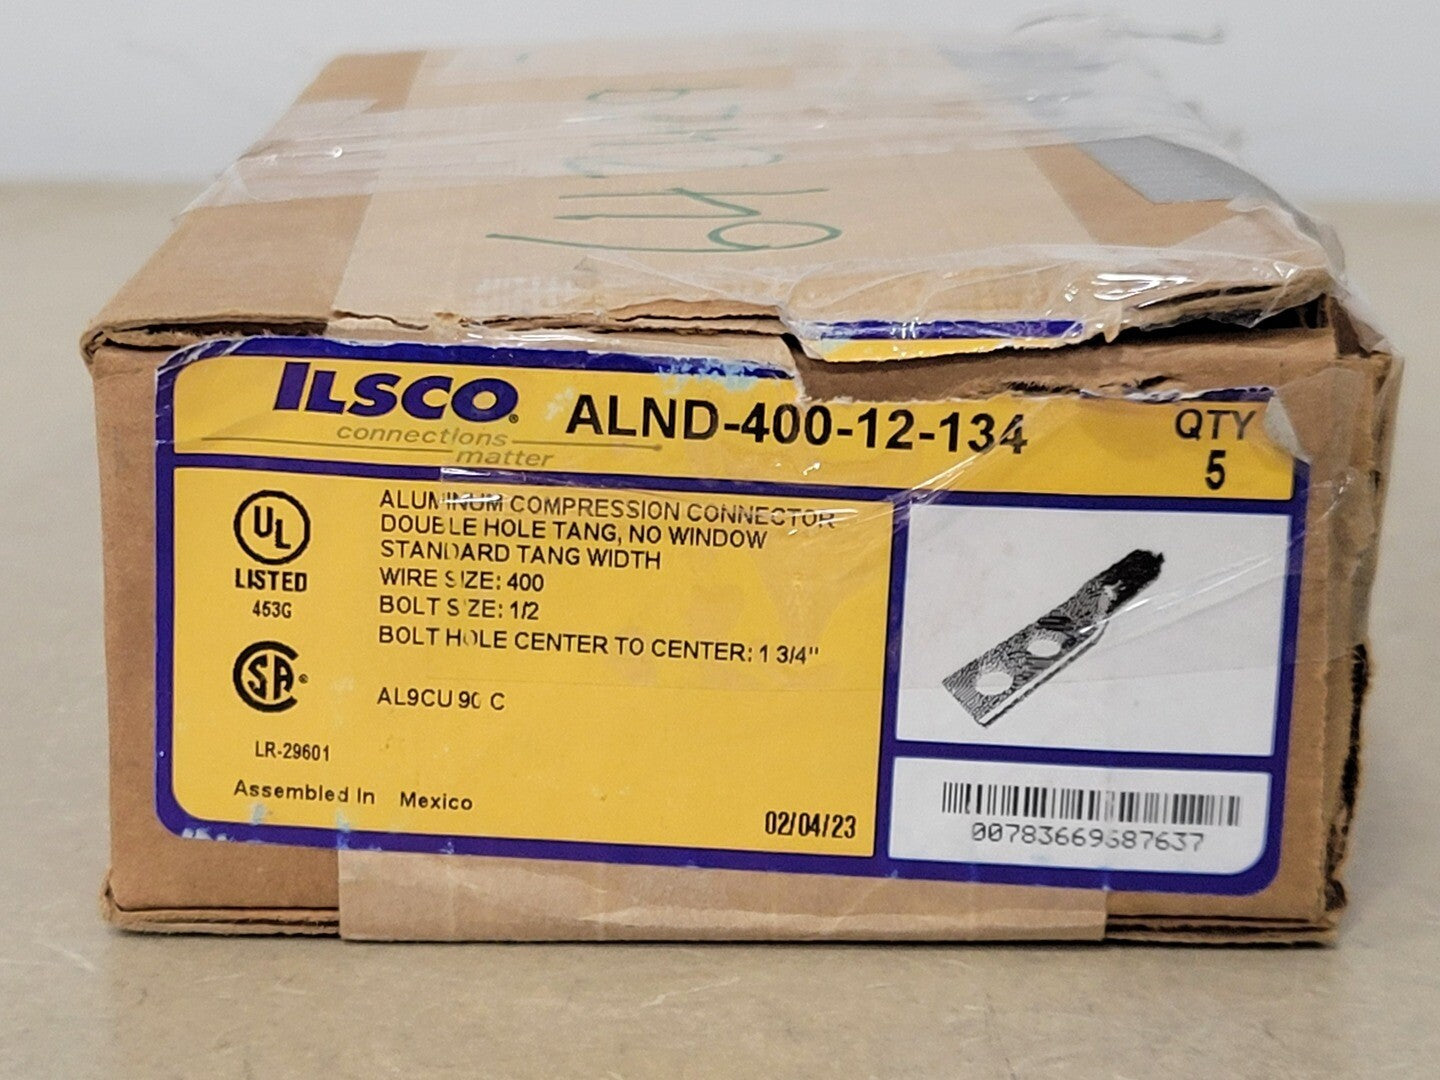 ILSCO®
connections
matter
ALND-400-12-134
QTY
5
UL
LISTED
453G
SA®
LR-29601
Assembled In Mexico
ALUMINUM COMPRESSION CONNECTOR
DOUBLE HOLE TANG, NO WINDOW
STANDARD TANG WIDTH
WIRE SIZE: 400
BOLT SIZE: 1/2
BOLT HOLE CENTER TO CENTER: 1 3/4"
AL9CU 90 C
02/04/23
00783669687637